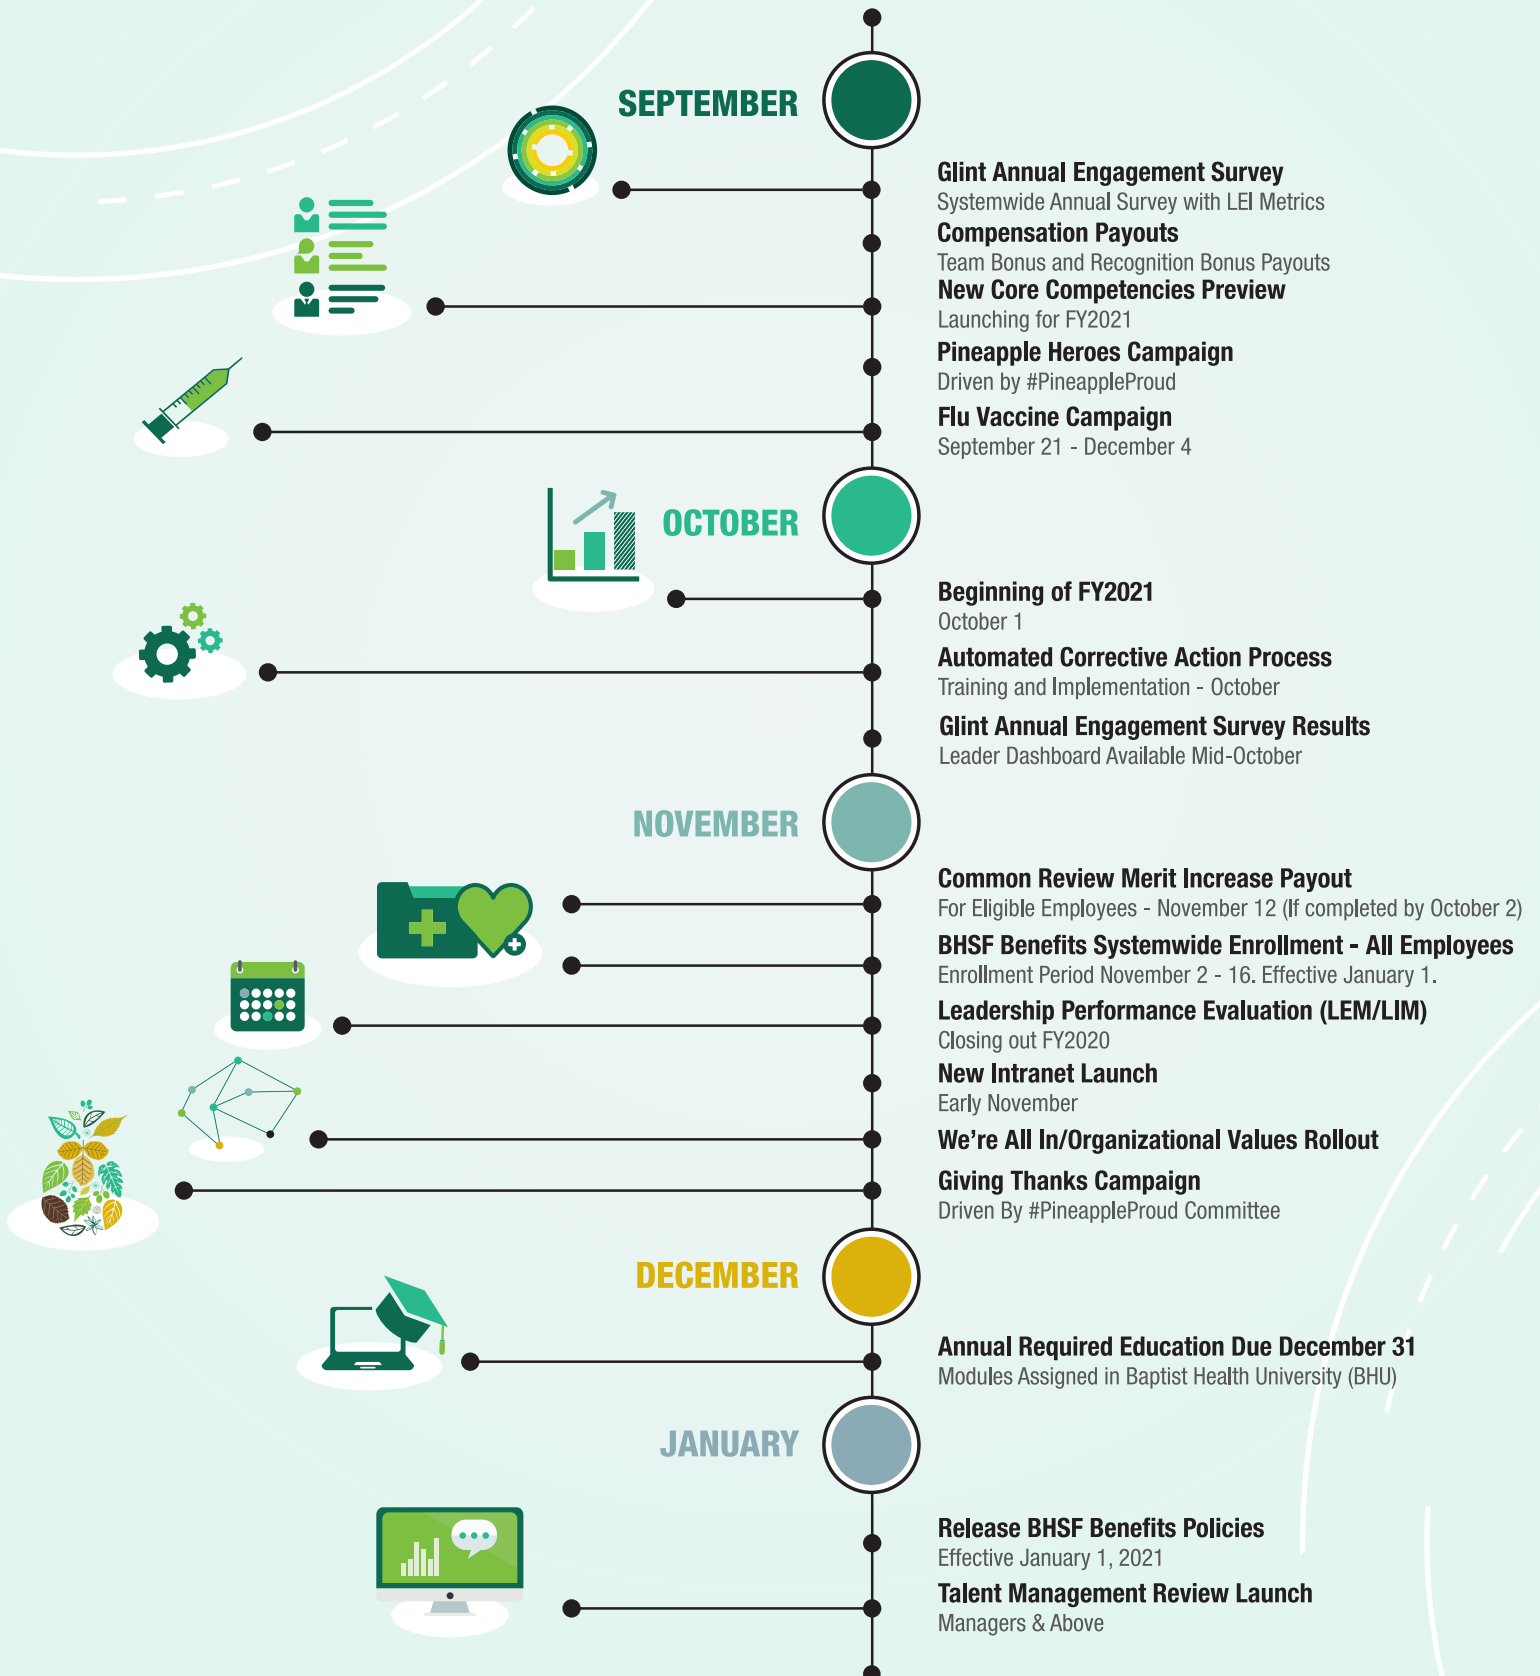 SEPTEMBER
Glint Annual Engagement Survey
Systemwide Annual Survey with LEI Metrics
Compensation Payouts
Team Bonus and Recognition Bonus Payouts
New Core Competencies Preview
Launching for FY2021
Pineapple Heroes Campaign
Driven by #PineappleProud
Flu Vaccine Campaign
September 21 - December 4
OCTOBER
Beginning of FY2021
October 1
Automated Corrective Action Process
Training and Implementation - October
Glint Annual Engagement Survey Results
Leader Dashboard Available Mid-October
NOVEMBER
Common Review Merit Increase Payout
For Eligible Employees - November 12 (If completed by October 2)
BHSF Benefits Systemwide Enrollment - All Employees
Enrollment Period November 2 - 16. Effective January 1.
Leadership Performance Evaluation (LEM/LIM)
Closing out FY2020
New Intranet Launch
Early November
We're All In/Organizational Values Rollout
Giving Thanks Campaign
Driven By #PineappleProud Committee
DECEMBER
Annual Required Education Due December 31
Modules Assigned in Baptist Health University (BHU)
JANUARY
Release BHSF Benefits Policies
Effective January 1, 2021
Talent Management Review Launch
Managers & Above